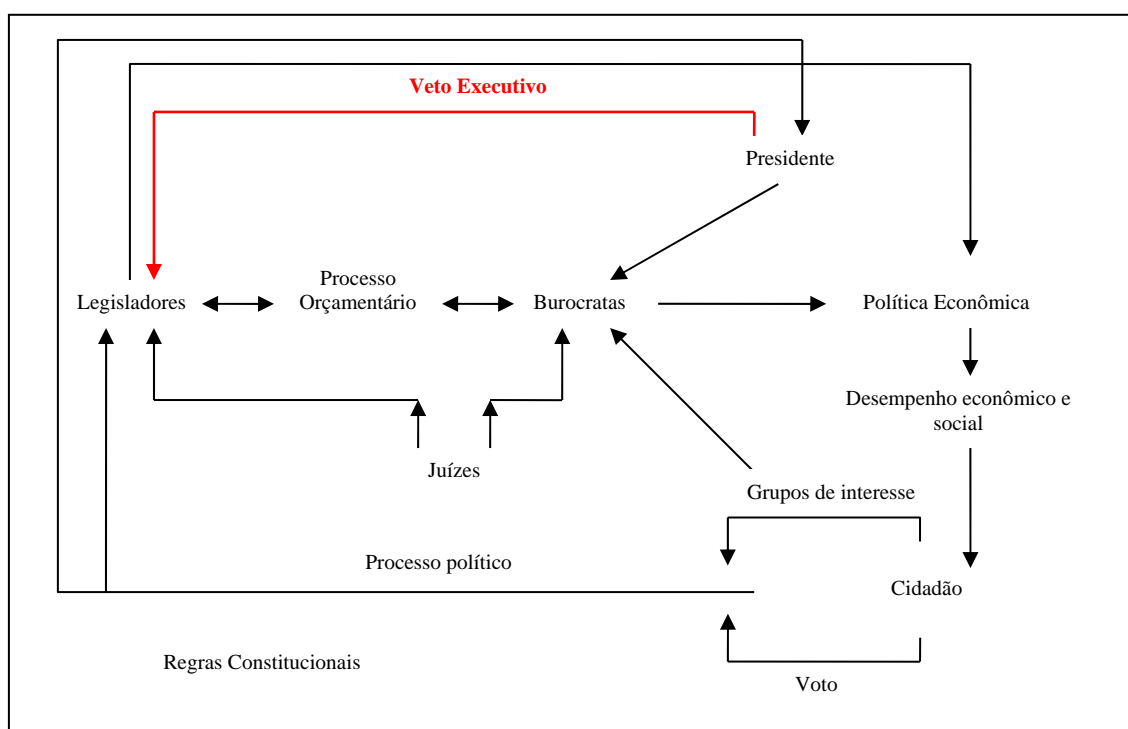 Veto Executivo
Presidente
Legisladores
Processo
Orçamentário
Burocratas
Política Econômica
Desempenho econômico e
social
Juízes
Grupos de interesse
Processo político
Cidadão
Regras Constitucionais
Voto